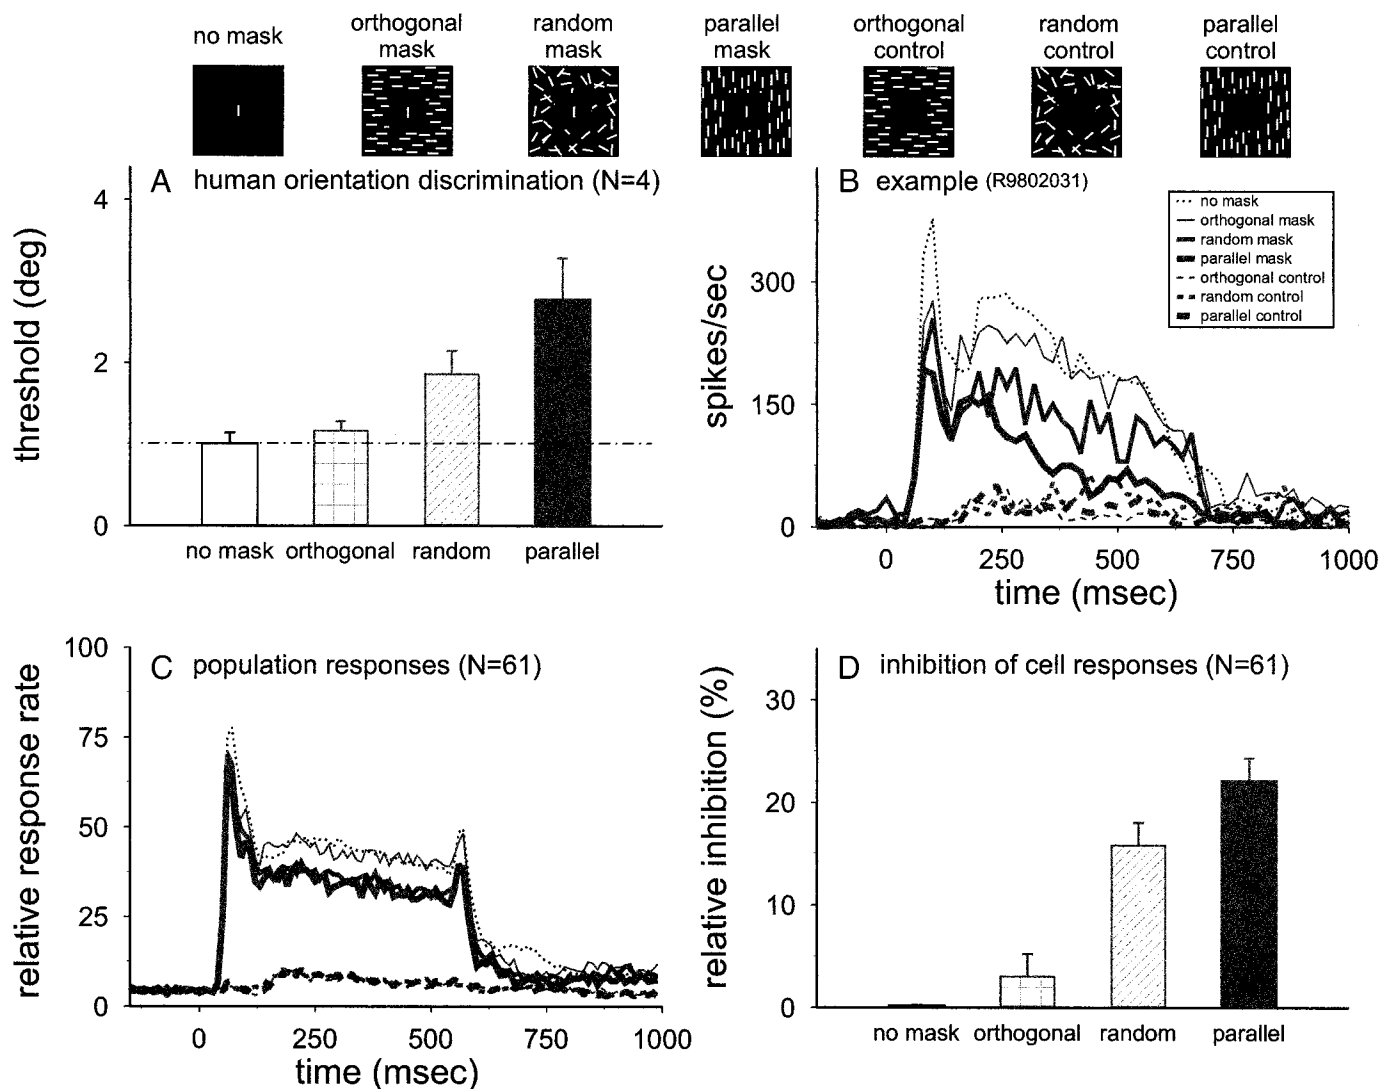 no mask
orthogonal
mask
random
mask
parallel
mask
orthogonal
control
random
control
parallel
control
A human orientation discrimination (N=4)
threshold (deg)
4
2
0
no mask orthogonal random parallel
B example (R9802031)
no mask
orthogonal mask
random mask
parallel mask
orthogonal control
random control
parallel control
spikes/sec
300
150
0
0 250 500 750 1000
time (msec)
C population responses (N=61)
relative response rate
100
75
50
25
0
0 250 500 750 1000
time (msec)
D inhibition of cell responses (N=61)
relative inhibition (%)
30
20
10
0
no mask orthogonal random parallel